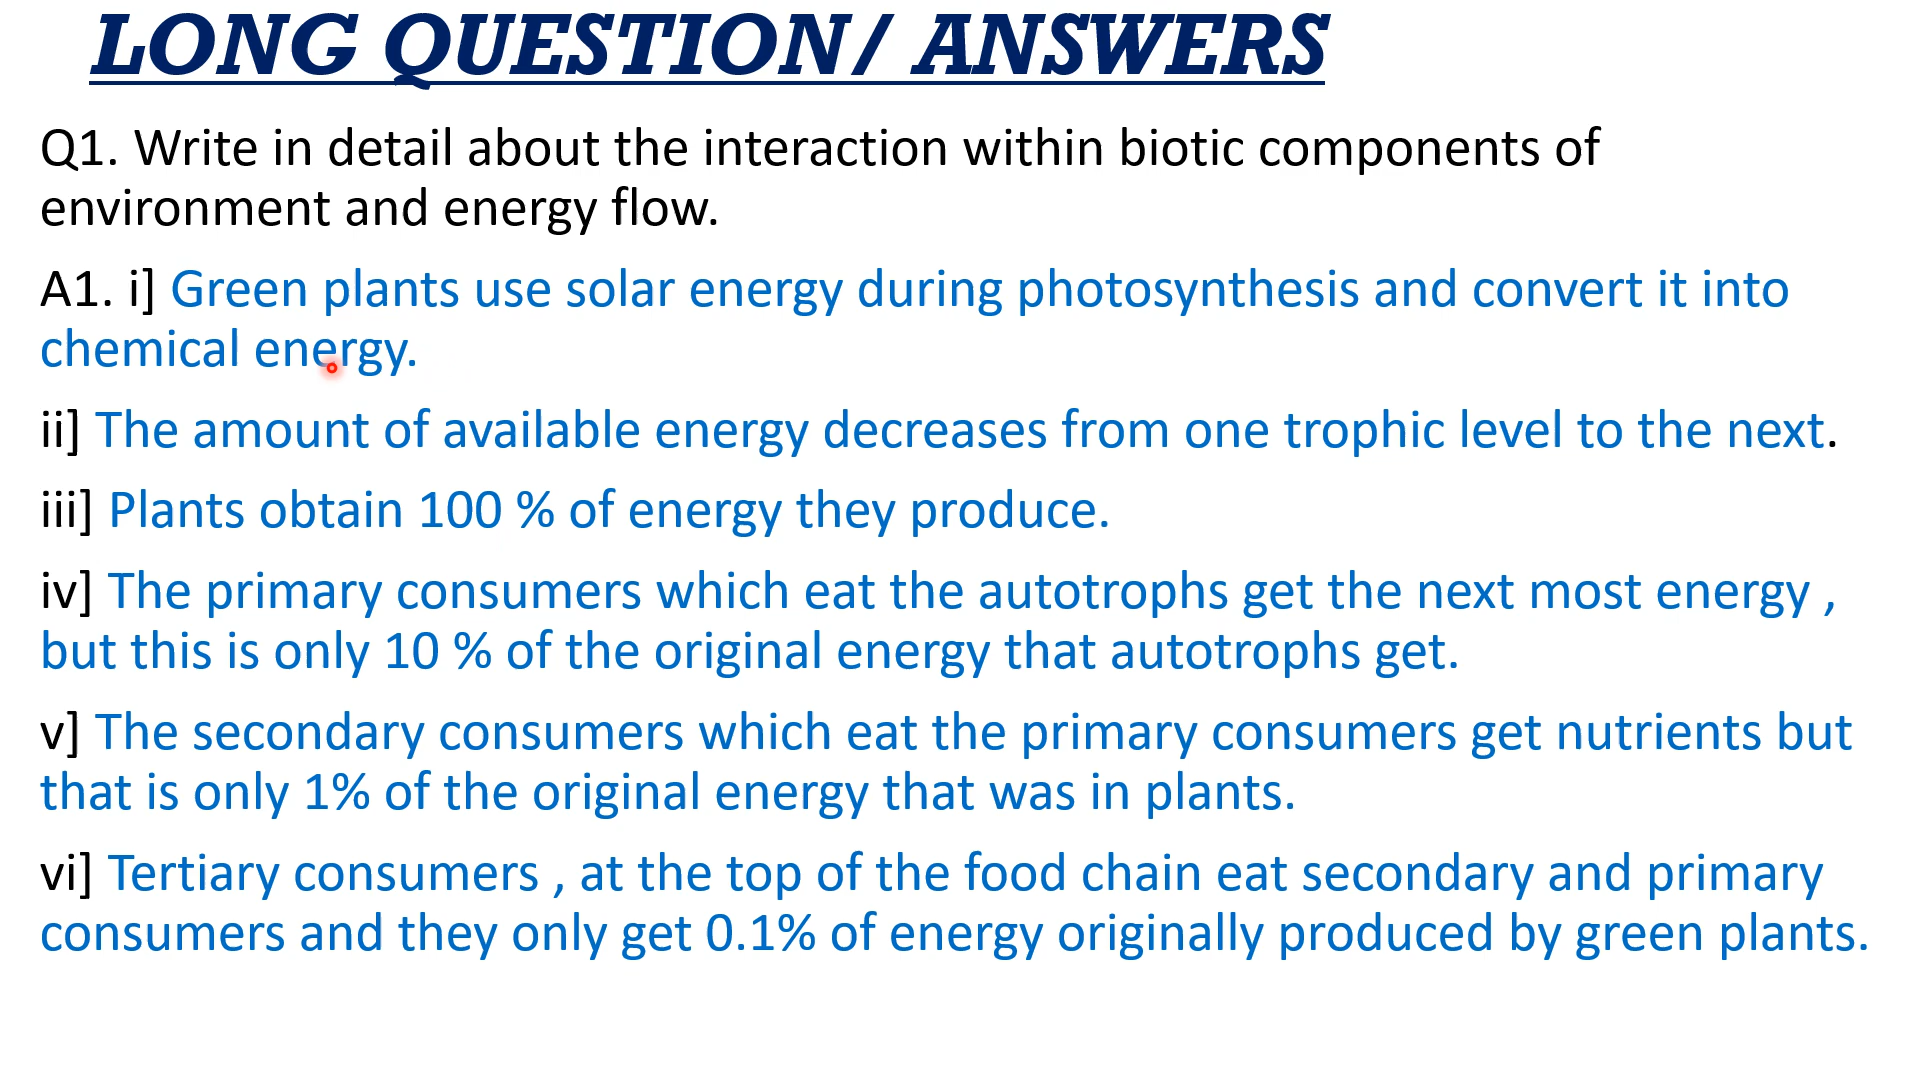 LONG QUESTION/ ANSWERS
Q1. Write in detail about the interaction within biotic components of
environment and energy flow.
A1. i] Green plants use solar energy during photosynthesis and convert it into
chemical energy.
ii] The amount of available energy decreases from one trophic level to the next.
iii] Plants obtain 100 % of energy they produce.
iv] The primary consumers which eat the autotrophs get the next most energy ,
but this is only 10 % of the original energy that autotrophs get.
v] The secondary consumers which eat the primary consumers get nutrients but
that is only 1% of the original energy that was in plants.
vi] Tertiary consumers , at the top of the food chain eat secondary and primary
consumers and they only get 0.1% of energy originally produced by green plants.